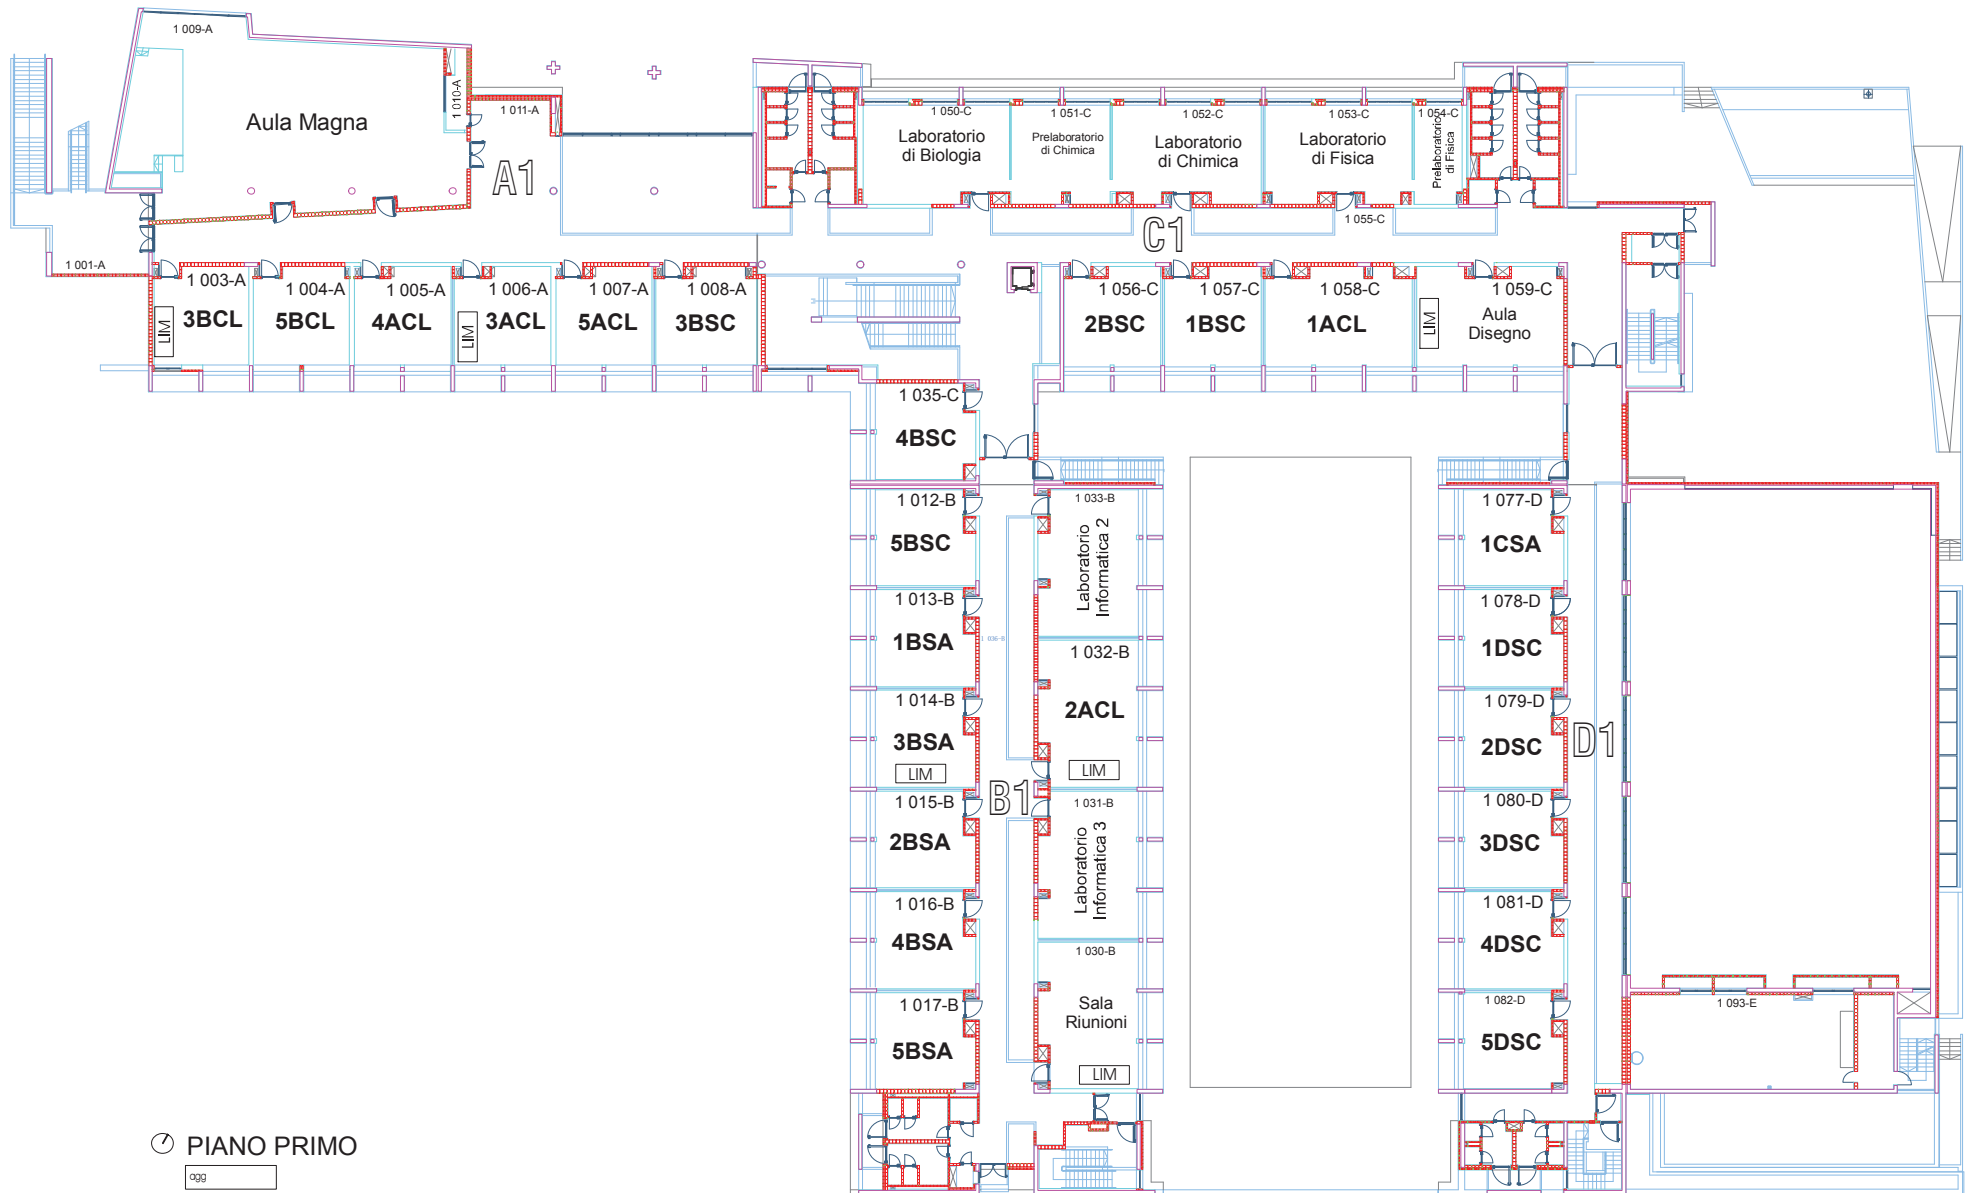 1 009-A
1 010-A
Aula Magna
1 011-A
A1
1 001-A
1 050-C
Laboratorio
di Biologia
1 051-C
Prelaboratorio
di Chimica
1 052-C
Laboratorio
di Chimica
1 053-C
Laboratorio
di Fisica
1 054-C
Prelaboratorio
di Fisica
C1
1 055-C
1 003-A
3BCL
LIM
1 004-A
5BCL
1 005-A
4ACL
1 006-A
3ACL
LIM
1 007-A
5ACL
1 008-A
3BSC
1 056-C
2BSC
1 057-C
1BSC
1 058-C
1ACL
1 059-C
Aula
Disegno
LIM
1 035-C
4BSC
1 012-B
5BSC
1 013-B
1BSA
1 014-B
3BSA
LIM
1 015-B
2BSA
1 016-B
4BSA
1 017-B
5BSA
1 036-B
B1
1 033-B
Laboratorio
Informatica 2
1 032-B
2ACL
LIM
1 031-B
Laboratorio
Informatica 3
1 030-B
Sala
Riunioni
LIM
1 077-D
1CSA
1 078-D
1DSC
1 079-D
2DSC
1 080-D
3DSC
1 081-D
4DSC
1 082-D
5DSC
D1
1 093-E
PIANO PRIMO
agg